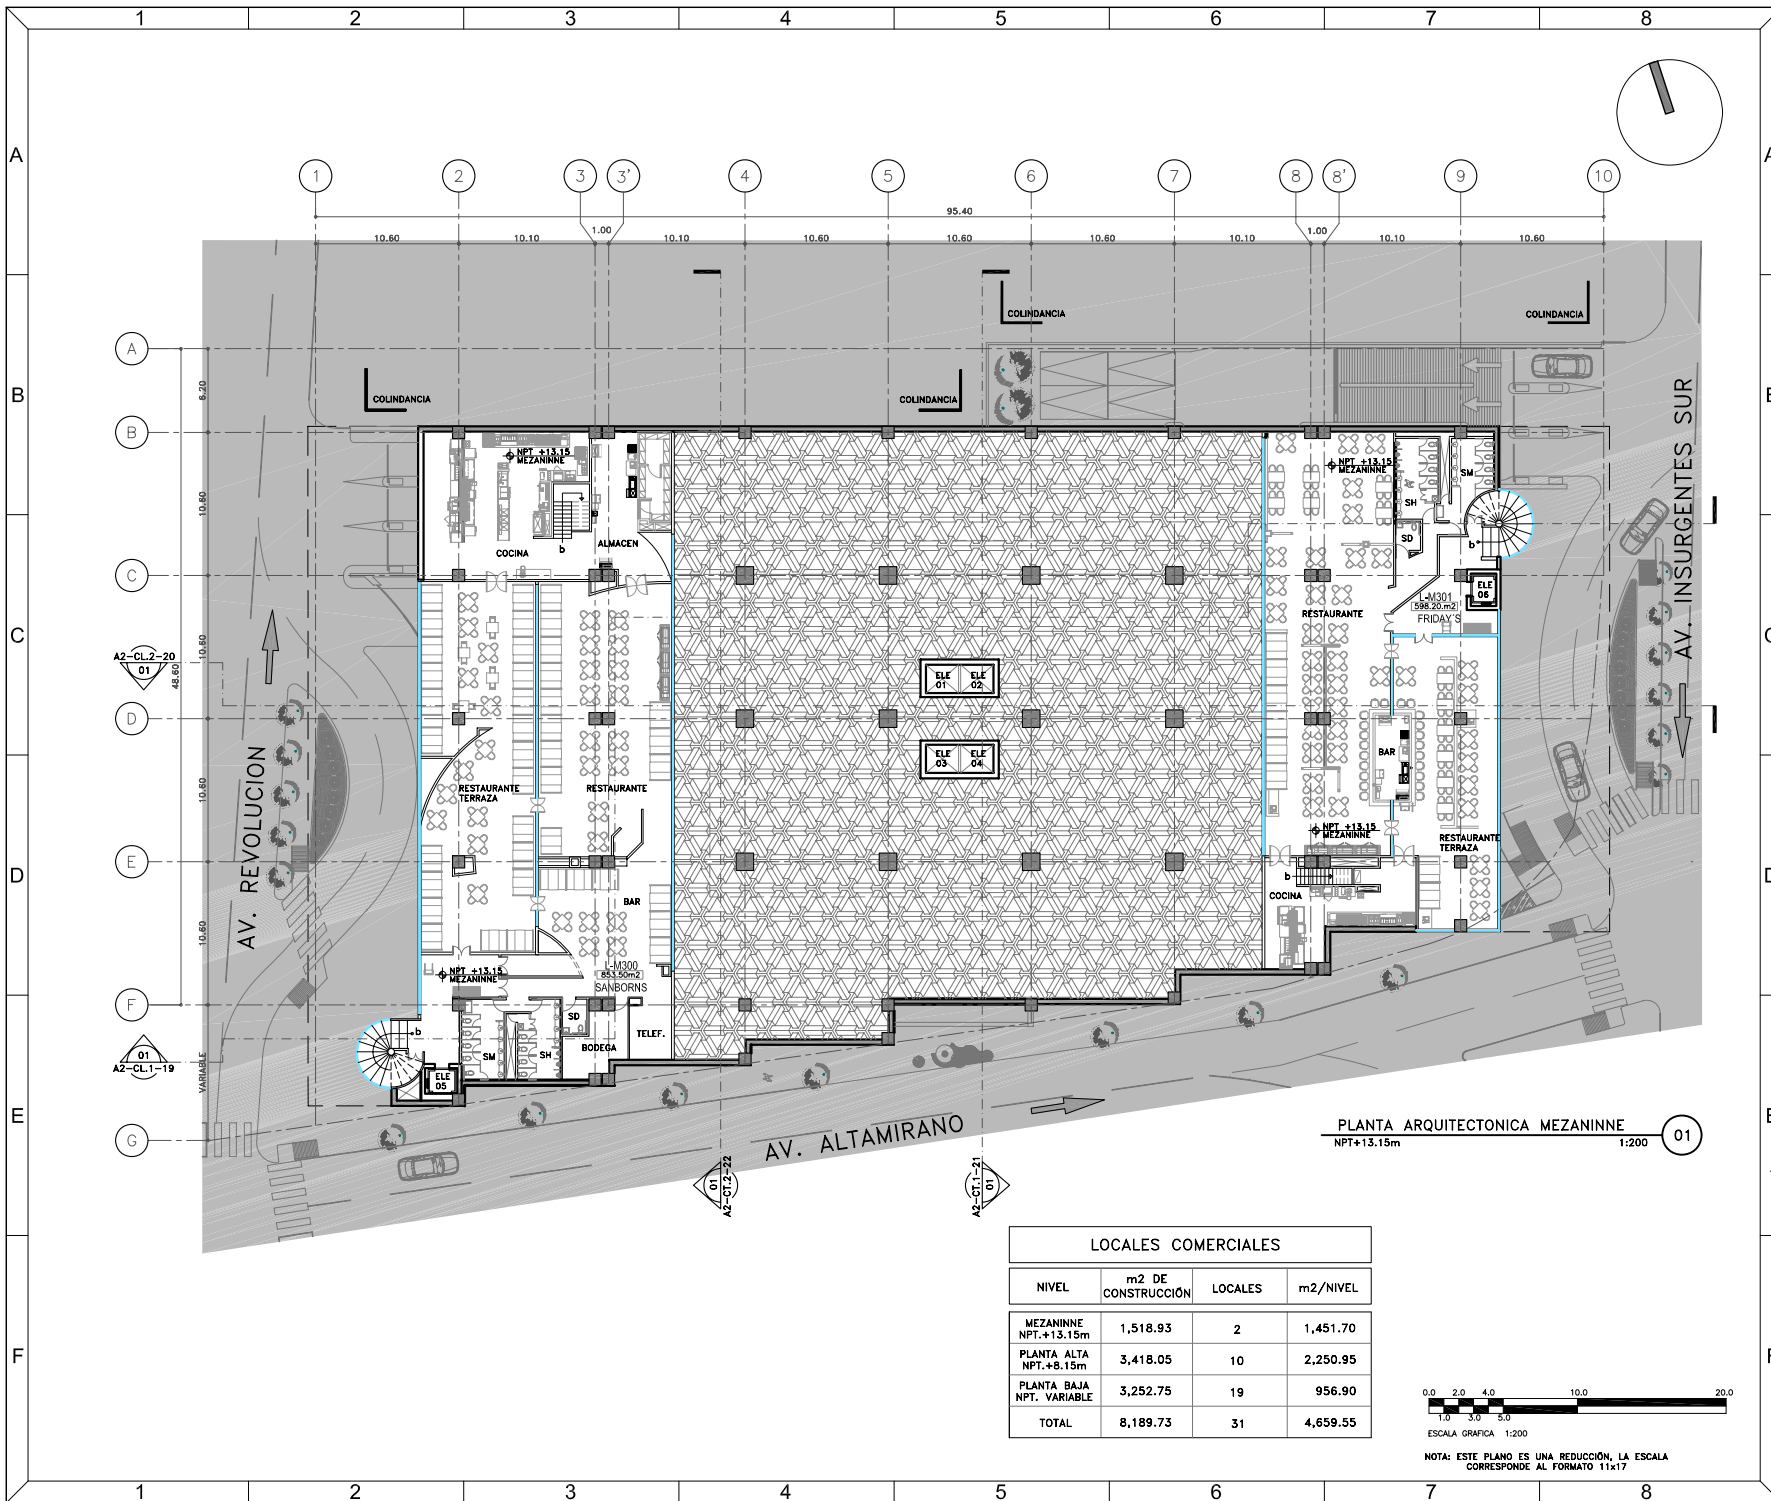 1 2 3 4 5 6 7 8
A
A
1 2 3 3' 4 5 6 7 8 8' 9 10
95.40
10.60 10.10 1.00 10.10 10.60 10.60 10.60 10.10 1.00 10.10 10.60
COLINDANCIA
COLINDANCIA
COLINDANCIA
COLINDANCIA
A
B
B
6.20
B
10.60
NPT +13.15
MEZANINNE
NPT +13.15
MEZANINNE
SM
SH
SD
b
COCINA
ALMACEN
b
C
ELE
06
L-M301
598.20.m2
FRIDAY'S
RESTAURANTE
AV. INSURGENTES SUR
C
10.60
48.60
A2-CL.2-20
01
ELE
01
ELE
02
D
ELE
03
ELE
04
BAR
AV. REVOLUCION
10.60
RESTAURANTE
TERRAZA
RESTAURANTE
NPT +13.15
MEZANINNE
RESTAURANTE
TERRAZA
E
D
b
COCINA
BAR
10.60
L-M300
853.50m2
SANBORNS
NPT +13.15
MEZANINNE
F
SD
TELEF.
BODEGA
SM
SH
b
ELE
05
01
A2-CL.1-19
VARIABLE
E
G
AV. ALTAMIRANO
PLANTA ARQUITECTONICA MEZANINNE
NPT+13.15m 1:200
01
01
A2-CT.2-22
A2-CT.1-21
01
LOCALES COMERCIALES
NIVEL m2 DE CONSTRUCCIÓN LOCALES m2/NIVEL
MEZANINNE NPT.+13.15m 1,518.93 2 1,451.70
PLANTA ALTA NPT.+8.15m 3,418.05 10 2,250.95
PLANTA BAJA NPT. VARIABLE 3,252.75 19 956.90
TOTAL 8,189.73 31 4,659.55
F
0.0 2.0 4.0 10.0 20.0
1.0 3.0 5.0
ESCALA GRAFICA 1:200
NOTA: ESTE PLANO ES UNA REDUCCIÓN, LA ESCALA
CORRESPONDE AL FORMATO 11x17
1 2 3 4 5 6 7 8